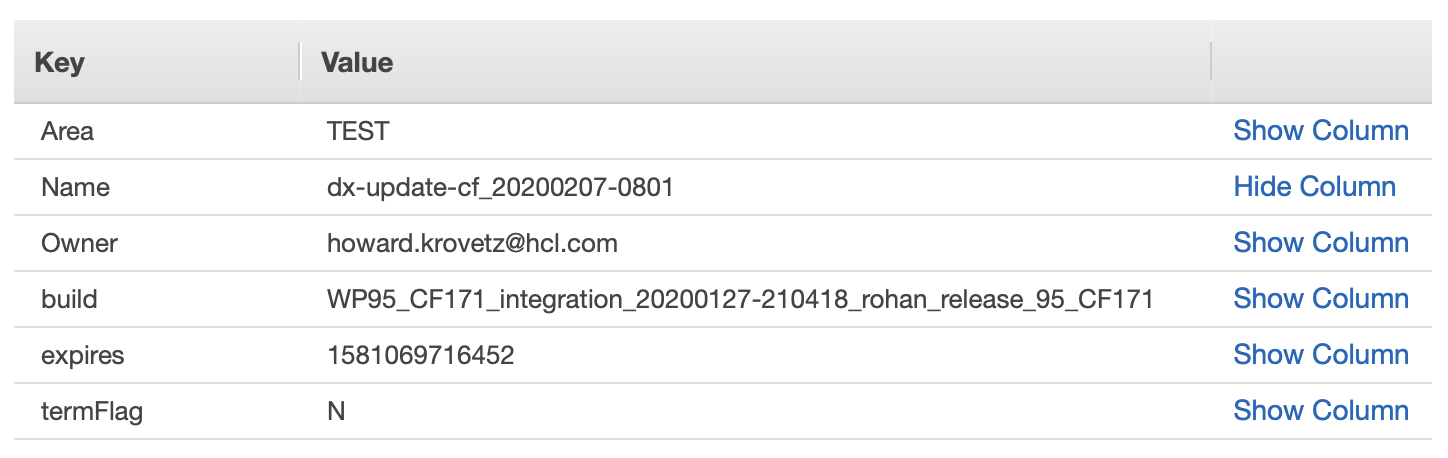 Key Value
Area TEST Show Column
Name dx-update-cf_20200207-0801 Hide Column
Owner howard.krovetz@hcl.com Show Column
build WP95_CF171_integration_20200127-210418_rohan_release_95_CF171 Show Column
expires 1581069716452 Show Column
termFlag N Show Column